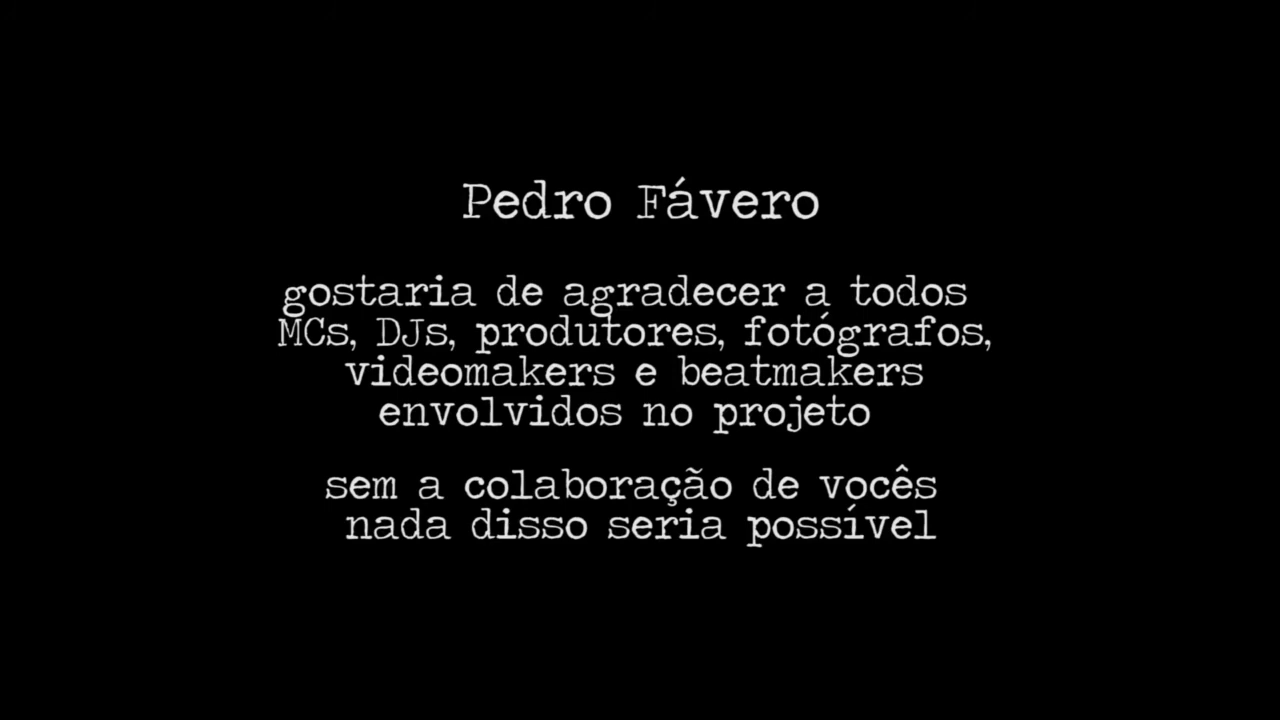 Pedro Fávero
gostaria de agradecer a todos
MCs, DJs, produtores, fotógrafos,
videomakers e beatmakers
envolvidos no projeto
sem a colaboração de vocês
nada disso seria possível